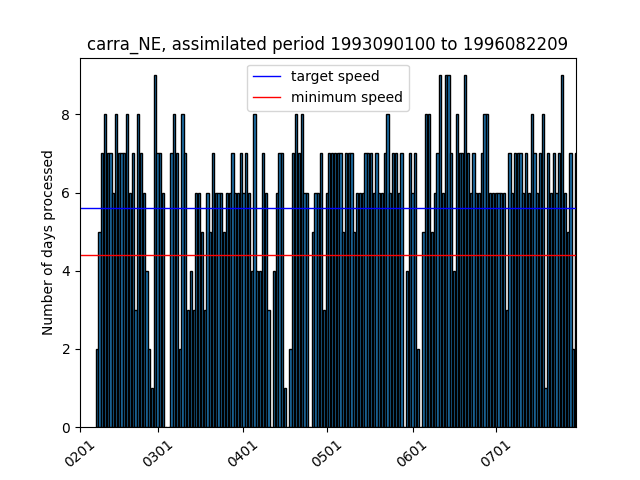 carra_NE, assimilated period 1993090100 to 1996082209
target speed
minimum speed
Number of days processed
8
6
4
2
0
0201
0301
0401
0501
0601
0701